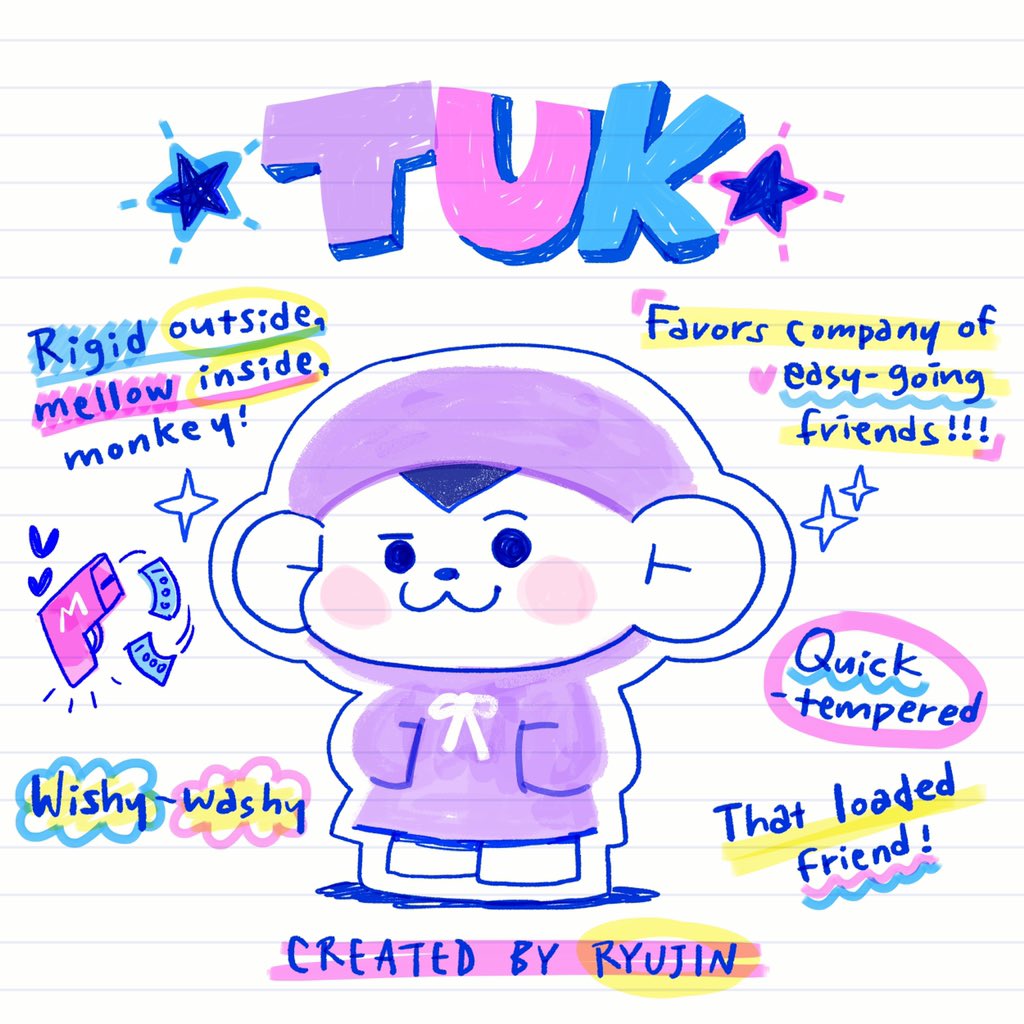 TUK
Rigid outside,
mellow inside,
monkey!
Favors company of
easy-going
friends!!!
M
1000
1000
Quick
-tempered
Wishy-washy
That loaded
friend!
CREATED BY RYUJIN